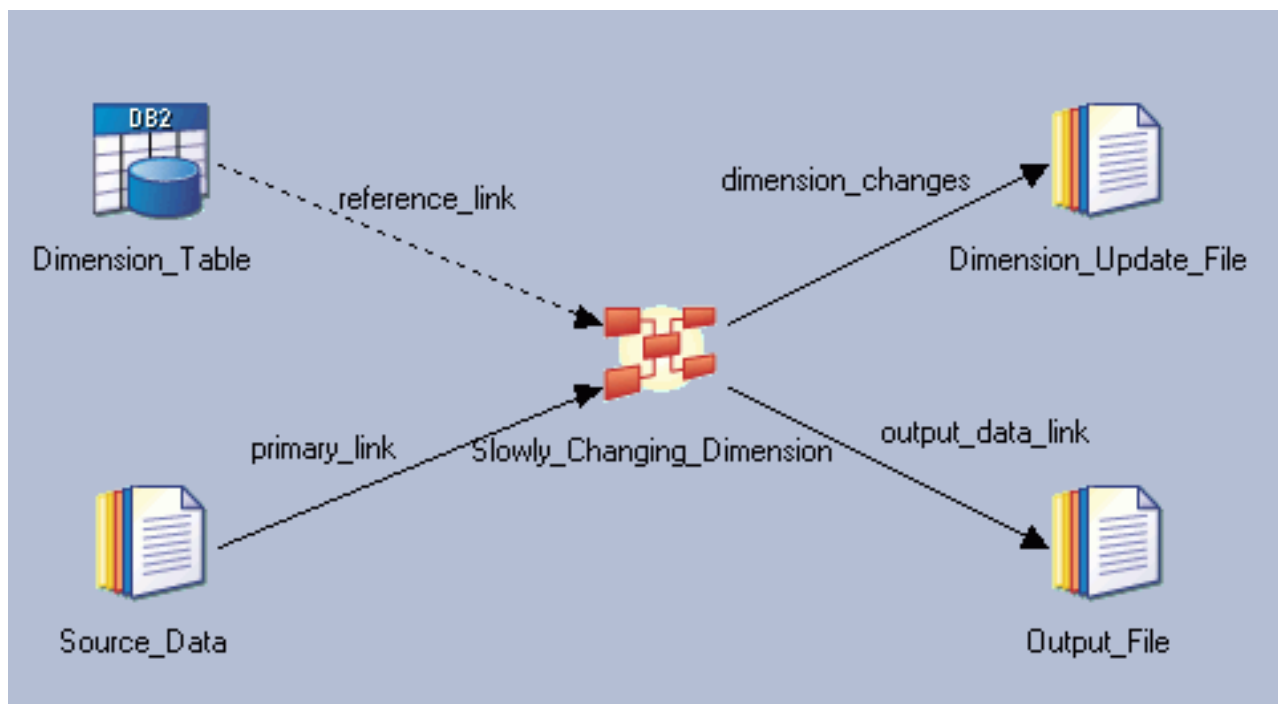 DB2
Dimension_Table
reference_link
dimension_changes
Dimension_Update_File
primary_link
Slowly_Changing_Dimension
output_data_link
Source_Data
Output_File